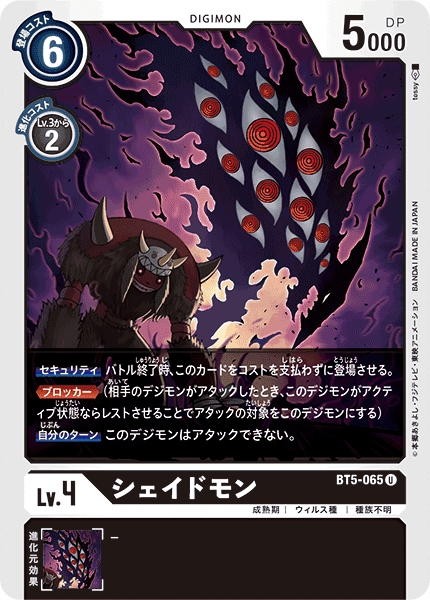 登場コスト
6
DIGIMON
5000
DP
進化コスト
Lv.3から
2
tossy
©本郷あきよし・フジテレビ・東映アニメーション BANDAI MADE IN JAPAN
セキュリティ バトル終了時、このカードをコストを支払わずに登場させる。
ブロッカー (相手のデジモンがアタックしたとき、このデジモンがアクテ
ィブ状態ならレストさせることでアタックの対象をこのデジモンにする)
自分のターン このデジモンはアタックできない。
BT5-065 U
Lv.4 シェイドモン
成熟期 | ウィルス種 | 種族不明
進化元効果
–